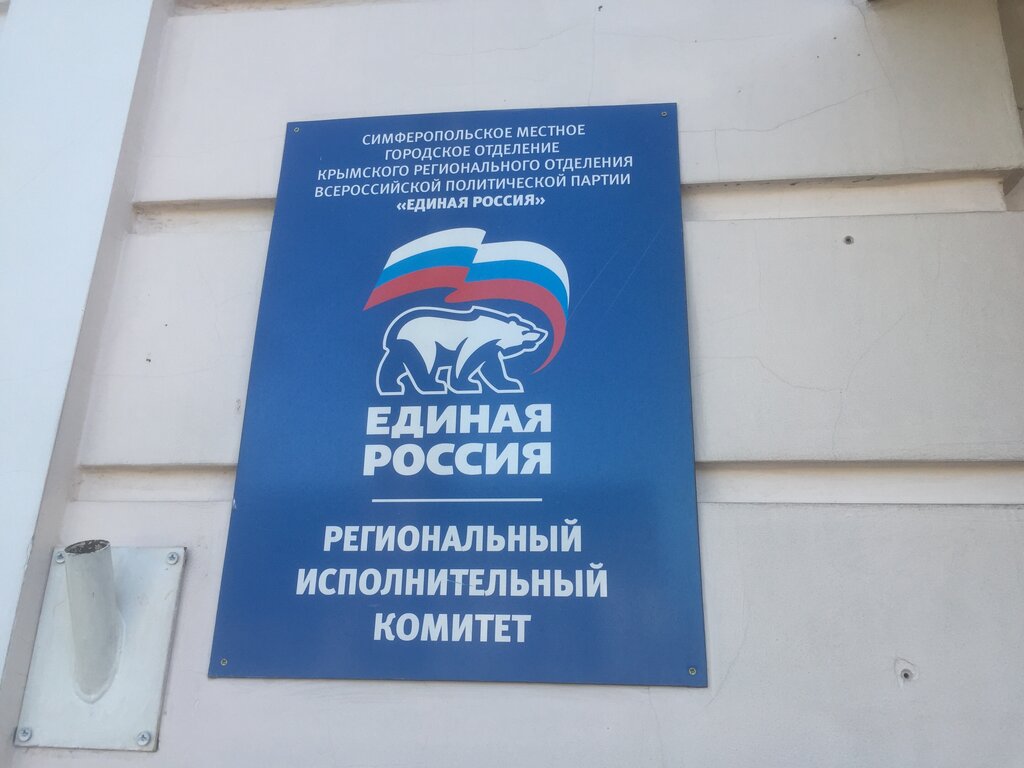 СИМФЕРОПОЛЬСКОЕ МЕСТНОЕ
ГОРОДСКОЕ ОТДЕЛЕНИЕ
КРЫМСКОГО РЕГИОНАЛЬНОГО ОТДЕЛЕНИЯ
ВСЕРОССИЙСКОЙ ПОЛИТИЧЕСКОЙ ПАРТИИ
«ЕДИНАЯ РОССИЯ»
ЕДИНАЯ
РОССИЯ
РЕГИОНАЛЬНЫЙ
ИСПОЛНИТЕЛЬНЫЙ
КОМИТЕТ